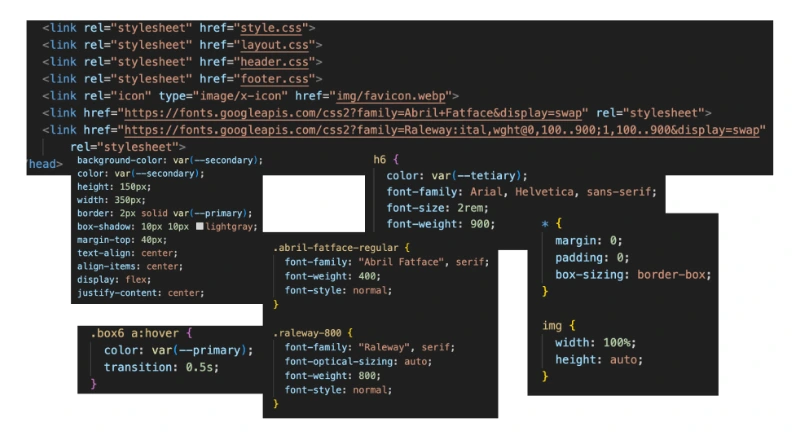 <link rel="stylesheet" href="style.css">
<link rel="stylesheet" href="layout.css">
<link rel="stylesheet" href="header.css">
<link rel="stylesheet" href="footer.css">
<link rel="icon" type="image/x-icon" href="img/favicon.webp">
<link href="https://fonts.googleapis.com/css2?family=Abril+Fatface&display=swap" rel="stylesheet">
<link href="https://fonts.googleapis.com/css2?family=Raleway:ital,wght@0,100..900;1,100..900&display=swap"
rel="stylesheet">
/head>
background-color: var(--secondary);
color: var(--secondary);
height: 150px;
width: 350px;
border: 2px solid var(--primary);
box-shadow: 10px 10px lightgray;
margin-top: 40px;
text-align: center;
align-items: center;
display: flex;
justify-content: center;
h6 {
color: var(--tetiary);
font-family: Arial, Helvetica, sans-serif;
font-size: 2rem;
font-weight: 900;
.abril-fatface-regular {
font-family: "Abril Fatface", serif;
font-weight: 400;
font-style: normal;
}
.raleway-800 {
font-family: "Raleway", serif;
font-optical-sizing: auto;
font-weight: 800;
font-style: normal;
}
* {
margin: 0;
padding: 0;
box-sizing: border-box;
}
img {
width: 100%;
height: auto;
}
.box6 a:hover {
color: var(--primary);
transition: 0.5s;
}